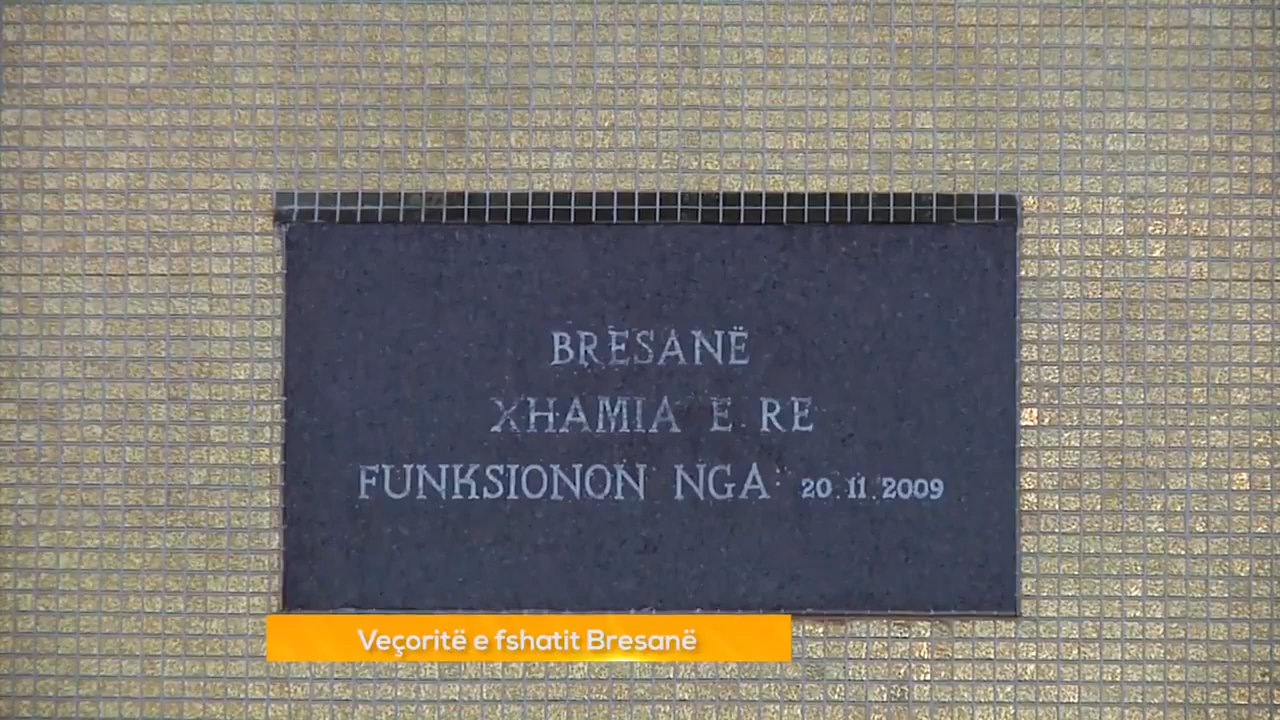 BRESANË
XHAMIA E RE
FUNKSIONON NGA 20.11.2009
Veçoritë e fshatit Bresanë